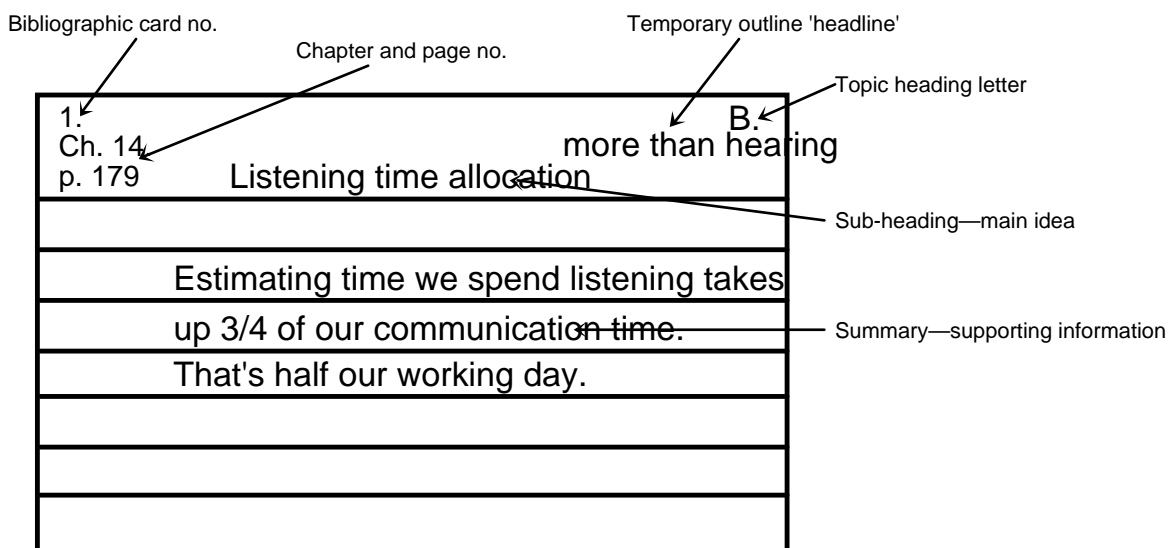 Bibliographic card no.
Temporary outline 'headline'
Chapter and page no.
Topic heading letter
1.
B.
Ch. 14
more than hearing
p. 179
Listening time allocation
Sub-heading—main idea
Estimating time we spend listening takes
up 3/4 of our communication time.
Summary—supporting information
That's half our working day.